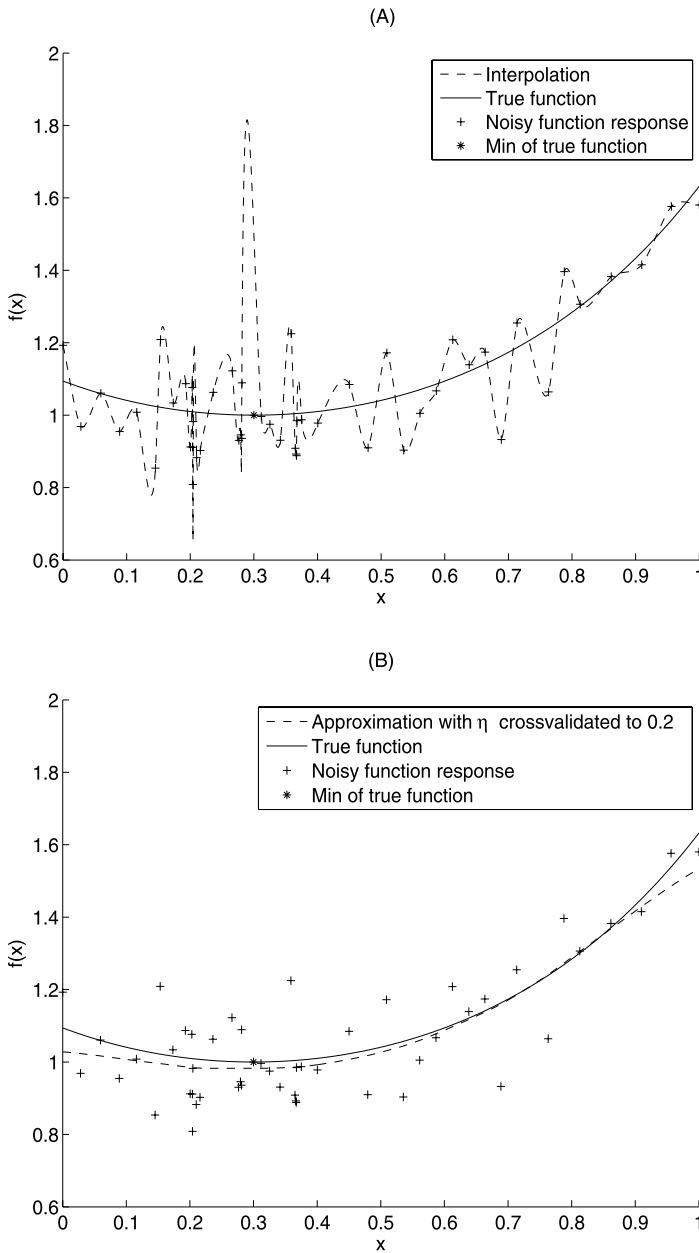 (A)
2
1.8
1.6
1.4
1.2
1
0.8
0.6
f(x)
0 0.1 0.2 0.3 0.4 0.5 0.6 0.7 0.8 0.9 1
x
Interpolation
True function
Noisy function response
Min of true function
(B)
2
1.8
1.6
1.4
1.2
1
0.8
0.6
f(x)
0 0.1 0.2 0.3 0.4 0.5 0.6 0.7 0.8 0.9 1
x
Approximation with η crossvalidated to 0.2
True function
Noisy function response
Min of true function